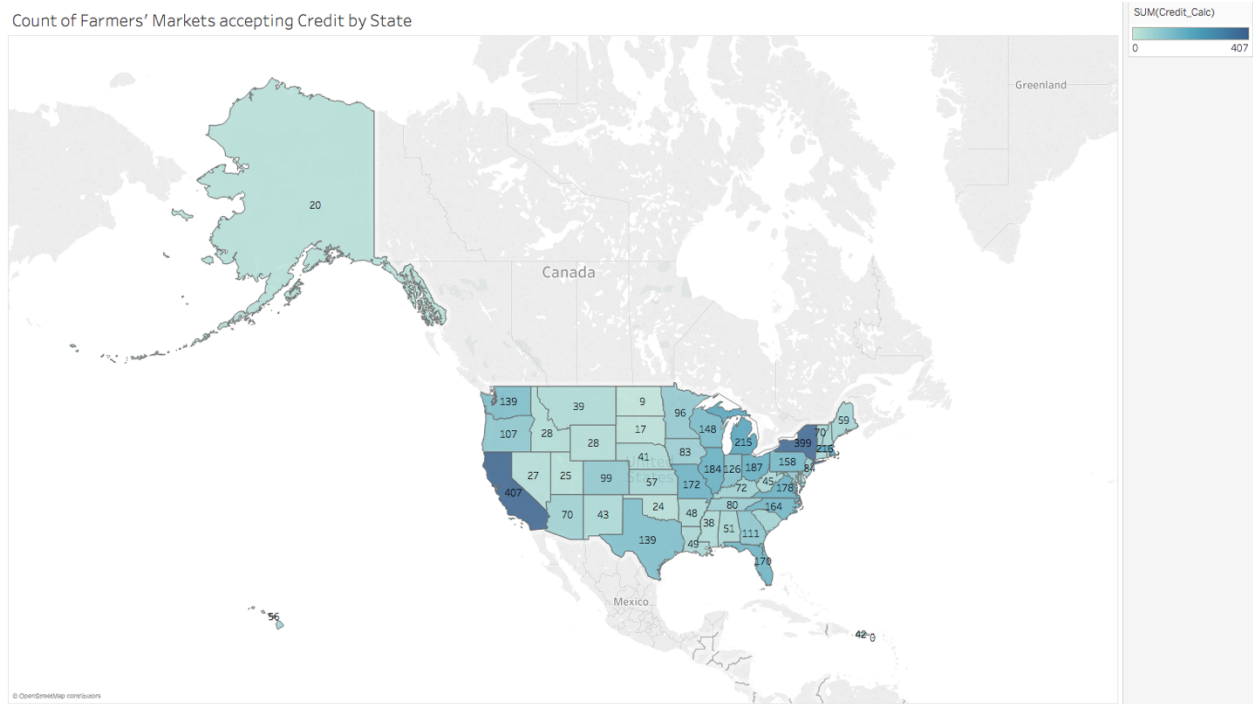 Count of Farmers' Markets accepting Credit by State
SUM(Credit_Calc)
0 407
Greenland
20
Canada
139 39 9 96 59
107 28 17 148 215 399 70
28 41 83 216
United
States
27 25 99 57 172 184 126 187 158 84
407 45 178
72
70 43 24 48 80 164
139 49 38 51 111
170
56
Mexico
42 0
© OpenStreetMap contributors